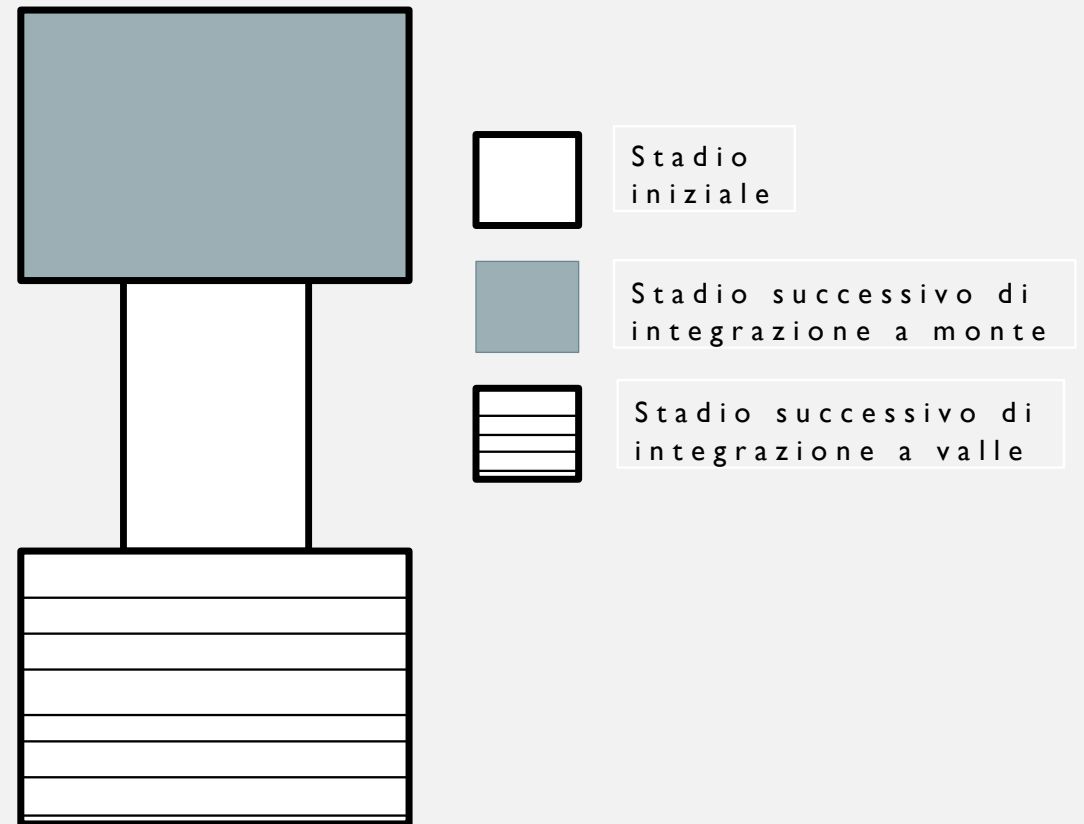 Stadio
iniziale
Stadio successivo di
integrazione a monte
Stadio successivo di
integrazione a valle